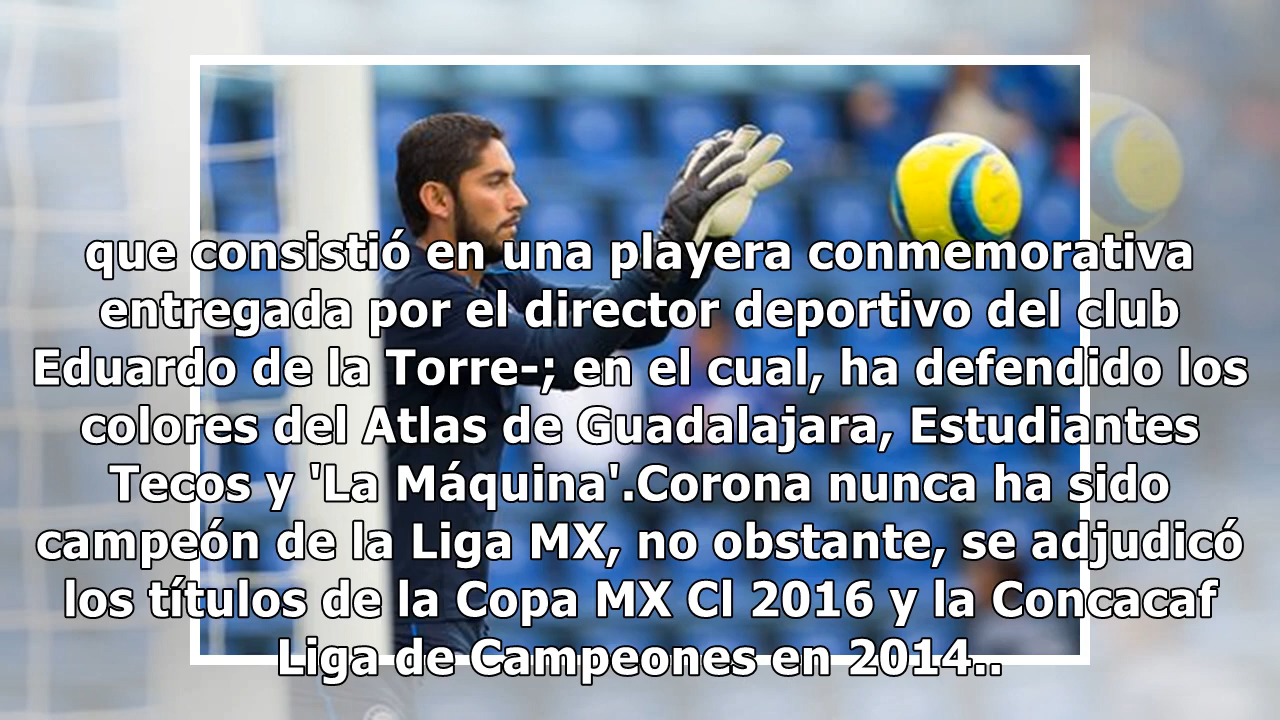 que consistió en una playera conmemorativa
entregada por el director deportivo del club
Eduardo de la Torre-; en el cual, ha defendido los
colores del Atlas de Guadalajara, Estudiantes
Tecos y 'La Máquina'.Corona nunca ha sido
campeón de la Liga MX, no obstante, se adjudicó
los títulos de la Copa MX Cl 2016 y la Concacaf
Liga de Campeones en 2014..